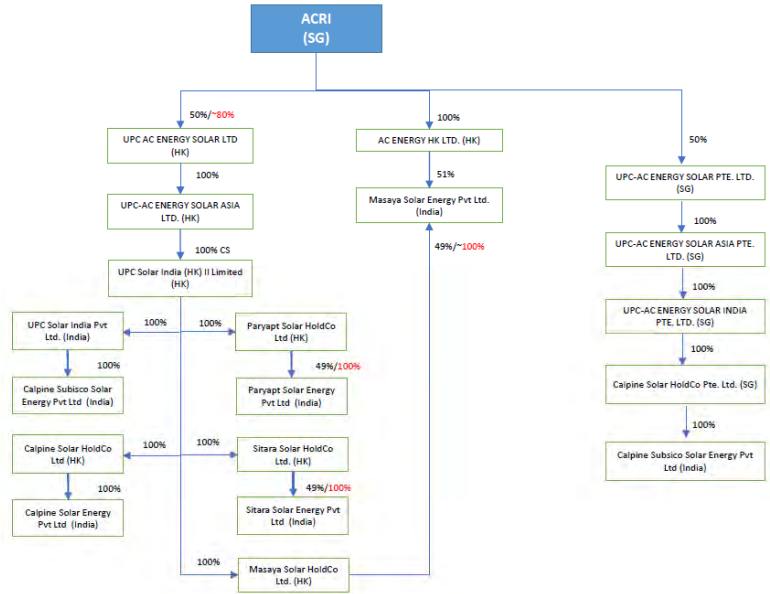 ACRI
(SG)
50%/~80%
100%
50%
UPC AC ENERGY SOLAR LTD
(HK)
AC ENERGY HK LTD. (HK)
100%
51%
UPC-AC ENERGY SOLAR PTE. LTD.
(SG)
UPC-AC ENERGY SOLAR ASIA
LTD. (HK)
Masaya Solar Energy Pvt Ltd.
(India)
100%
100% CS
49%/~100%
UPC-AC ENERGY SOLAR ASIA PTE.
LTD. (SG)
UPC Solar India (HK) II Limited
(HK)
100%
UPC Solar India Pvt
Ltd. (India)
100%
100%
Paryapt Solar HoldCo
Ltd (HK)
UPC-AC ENERGY SOLAR INDIA
PTE, LTD. (SG)
100%
49%/100%
100%
Calpine Subisco Solar
Energy Pvt Ltd  (India)
Paryapt Solar Energy
Pvt Ltd  (India)
Calpine Solar HoldCo Pte. Ltd. (SG)
100%
Calpine Solar HoldCo
Ltd (HK)
100%
100%
Sitara Solar HoldCo
Ltd. (HK)
Calpine Subsico Solar Energy Pvt
Ltd (India)
100%
49%/100%
Calpine Solar Energy
Pvt Ltd  (India)
Sitara Solar Energy Pvt
Ltd  (India)
100%
Masaya Solar HoldCo
Ltd. (HK)